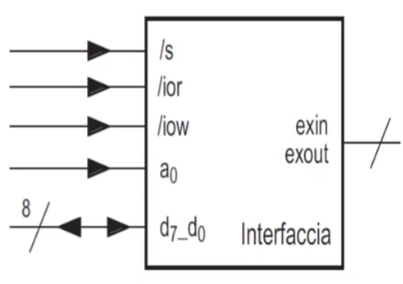 /s
/ior
/iow
exin
exout
a0
8
d7_d0
Interfaccia